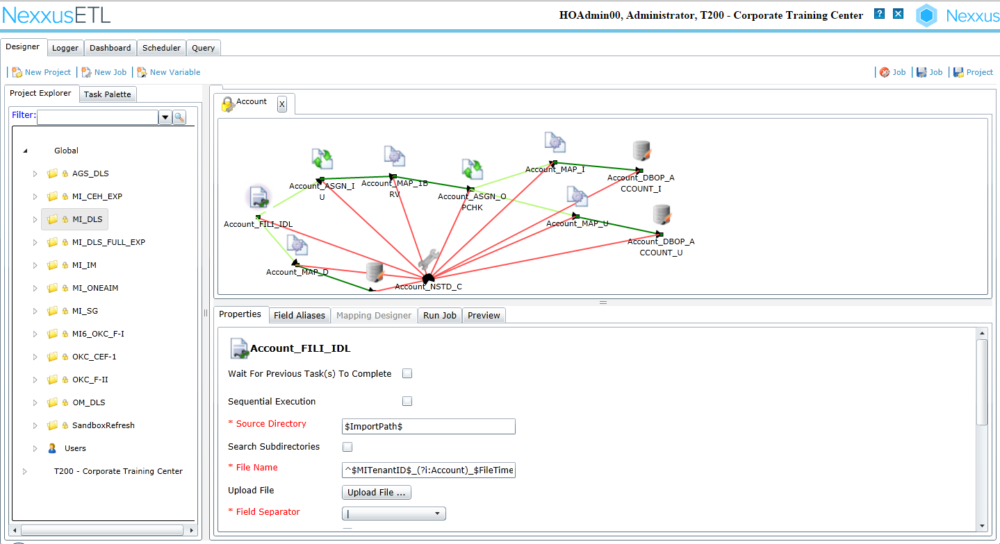 NexxusETL
HOAdmin00, Administrator, T200 - Corporate Training Center
?
X
Nexxus
Designer
Logger
Dashboard
Scheduler
Query
New Project
New Job
New Variable
Job
Job
Project
Project Explorer
Task Palette
Filter:
Global
AGS_DLS
MI_CEH_EXP
MI_DLS
MI_DLS_FULL_EXP
MI_IM
MI_ONEAIM
MI_SG
MI6_OKC_F-I
OKC_CEF-1
OKC_F-II
OM_DLS
SandboxRefresh
Users
T200 - Corporate Training Center
Account
X
Account_FILI_IDL
Account_ASGN_I
U
Account_MAP_1B
RV
Account_ASGN_O
PCHK
Account_MAP_I
Account_DBOP_A
CCOUNT_I
Account_MAP_U
Account_DBOP_A
CCOUNT_U
Account_MAP_D
Account_NSTD_C
Properties
Field Aliases
Mapping Designer
Run Job
Preview
Account_FILI_IDL
Wait For Previous Task(s) To Complete
Sequential Execution
* Source Directory
$ImportPath$
Search Subdirectories
* File Name
^$MITenantID$_(?i:Account)_$FileTime
Upload File
Upload File ...
* Field Separator
|